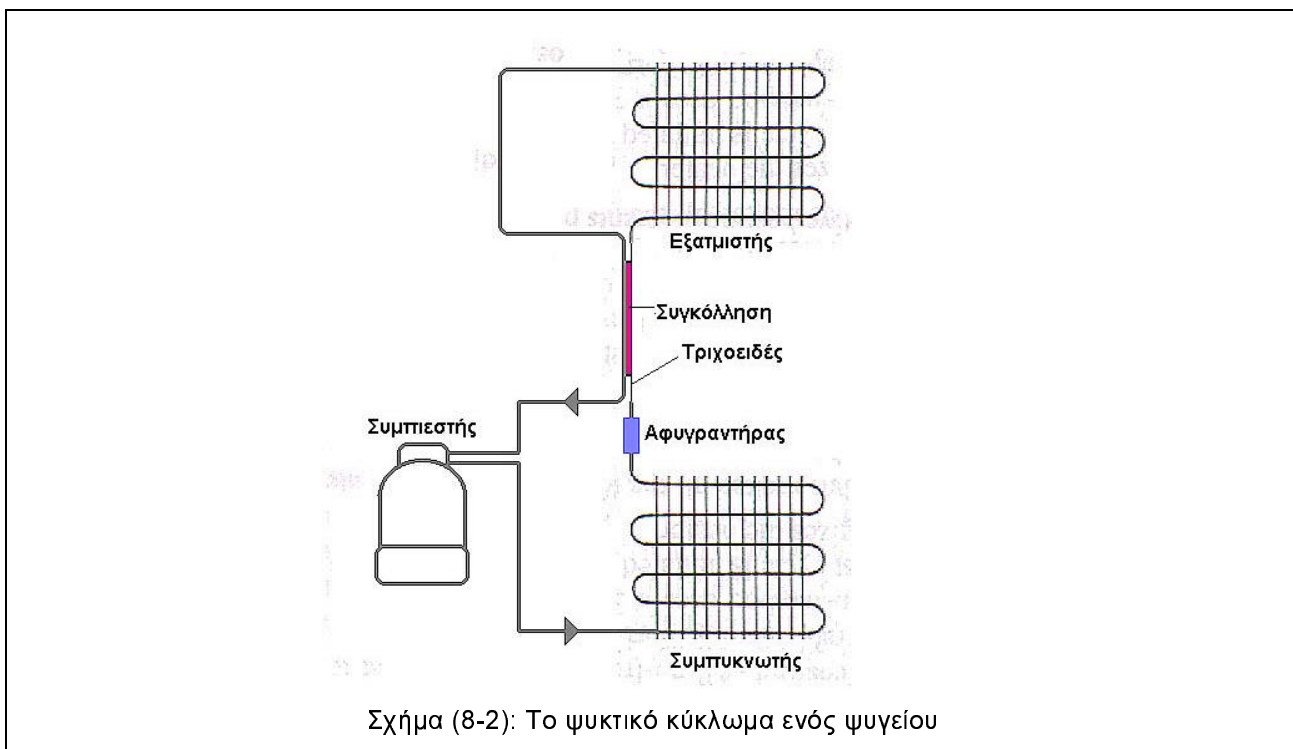 Εξατμιστής
Συγκόλληση
Τριχοειδές
Συμπιεστής
Αφυγραντήρας
Συμπυκνωτής
Σχήμα (8-2): Το ψυκτικό κύκλωμα ενός ψυγείου